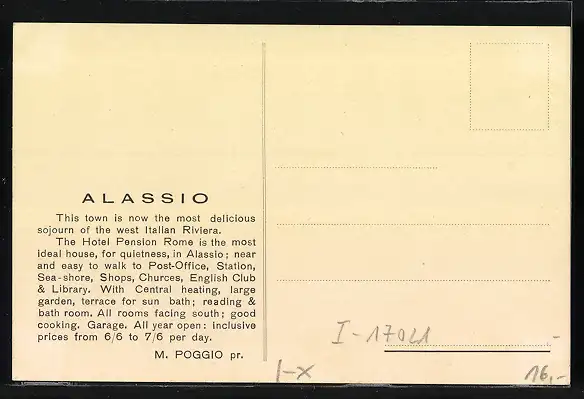 ALASSIO
This town is now the most delicious
sojourn of the west Italian Riviera.
The Hotel Pension Rome is the most
ideal house, for quietness, in Alassio; near
and easy to walk to Post-Office, Station,
Sea-shore, Shops, Churces, English Club
& Library. With Central heating, large
garden, terrace for sun bath; reading &
bath room. All rooms facing south; good
cooking. Garage. All year open: inclusive
prices from 6/6 to 7/6 per day.
M. POGGIO pr.
I-17021
I-X
16,-